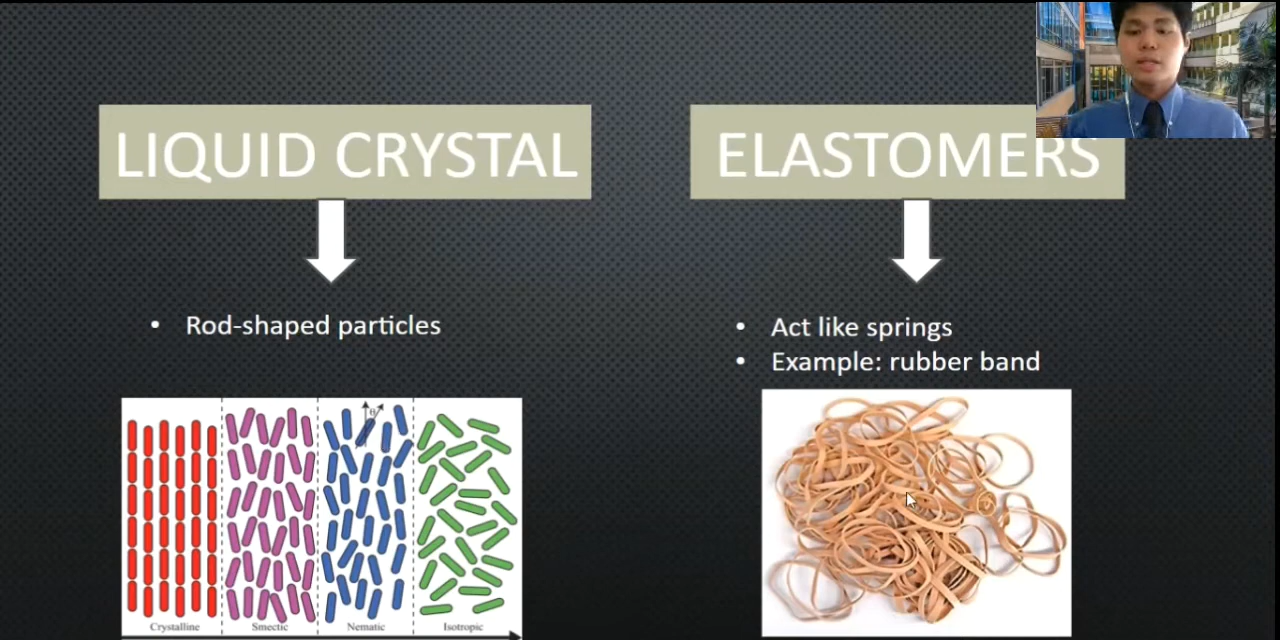 LIQUID CRYSTAL
ELASTOMERS
• Rod-shaped particles
• Act like springs
• Example: rubber band
θ
Crystalline Smectic Nematic Isotropic